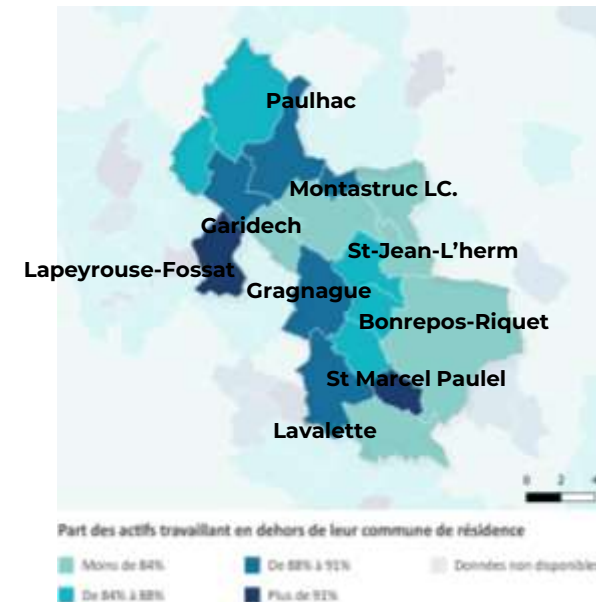 Paulhac
Montastruc LC.
Garidech
St-Jean-L'herm
Lapeyrouse-Fossat
Gragnague
Bonrepos-Riquet
St Marcel Paulel
Lavalette
0 2 4
Part des actifs travaillant en dehors de leur commune de résidence
Moins de 84% De 88% à 91% Données non disponibles
De 84% à 88% Plus de 91%